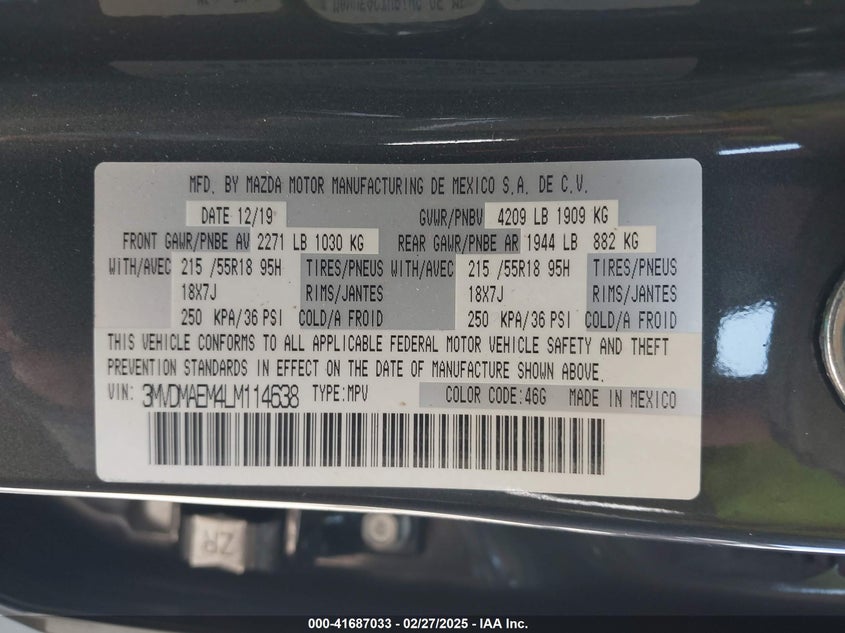 MFD. BY MAZDA MOTOR MANUFACTURING DE MEXICO S.A. DE C.V.
DATE 12/19 GVWR/PNBV 4209 LB 1909 KG
FRONT GAWR/PNBE AV 2271 LB 1030 KG REAR GAWR/PNBE AR 1944 LB 882 KG
WITH/AVEC 215 /55R18 95H TIRES/PNEUS WITH/AVEC 215 /55R18 95H TIRES/PNEUS
18X7J RIMS/JANTES 18X7J RIMS/JANTES
250 KPA/36 PSI COLD/A FROID 250 KPA/36 PSI COLD/A FROID
THIS VEHICLE CONFORMS TO ALL APPLICABLE FEDERAL MOTOR VEHICLE SAFETY AND THEFT
PREVENTION STANDARDS IN EFFECT ON THE DATE OF MANUFACTURE SHOWN ABOVE.
VIN: 3MVDMAEM4LM114638 TYPE:MPV COLOR CODE:46G MADE IN MEXICO
ZR
000-41687033 — 02/27/2025 — IAA Inc.